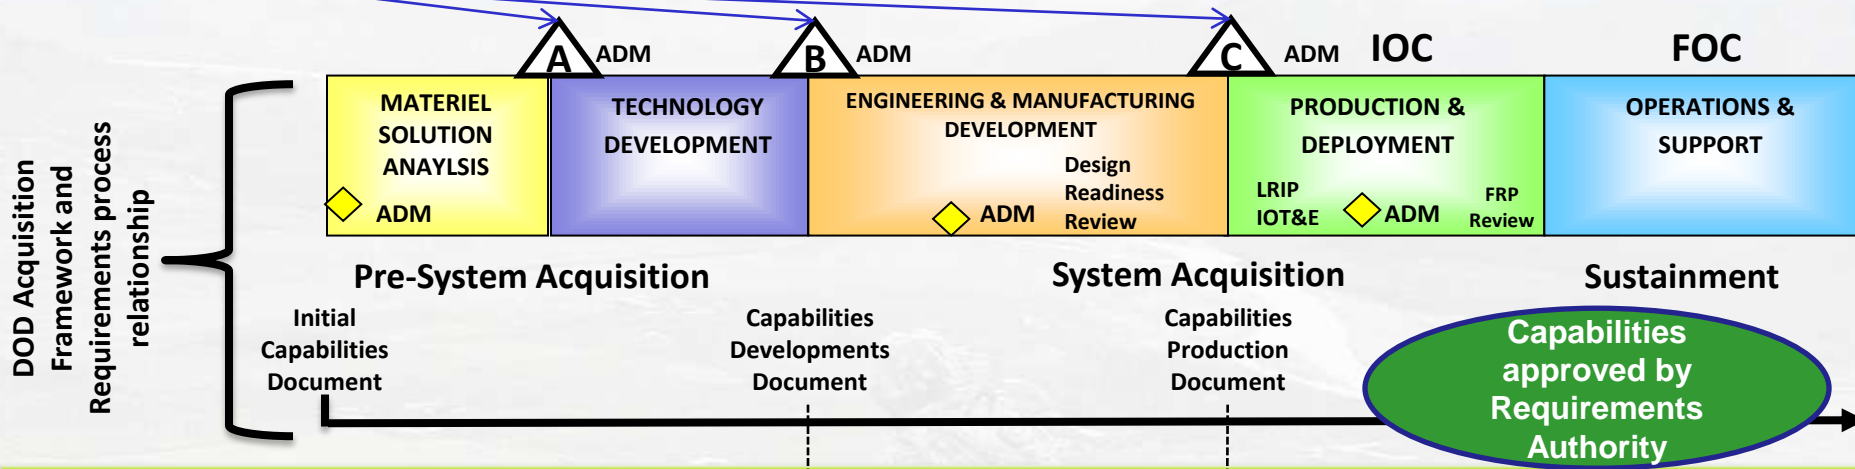 A ADM
B ADM
C ADM
IOC
FOC
MATERIEL
SOLUTION
ANAYLSIS
ADM
TECHNOLOGY
DEVELOPMENT
ENGINEERING & MANUFACTURING
DEVELOPMENT
Design
Readiness
Review
ADM
PRODUCTION &
DEPLOYMENT
LRIP
IOT&E
ADM
FRP
Review
OPERATIONS &
SUPPORT
DOD Acquisition
Framework and
Requirements process
relationship
Pre-System Acquisition
System Acquisition
Sustainment
Initial
Capabilities
Document
Capabilities
Developments
Document
Capabilities
Production
Document
Capabilities
approved by
Requirements
Authority